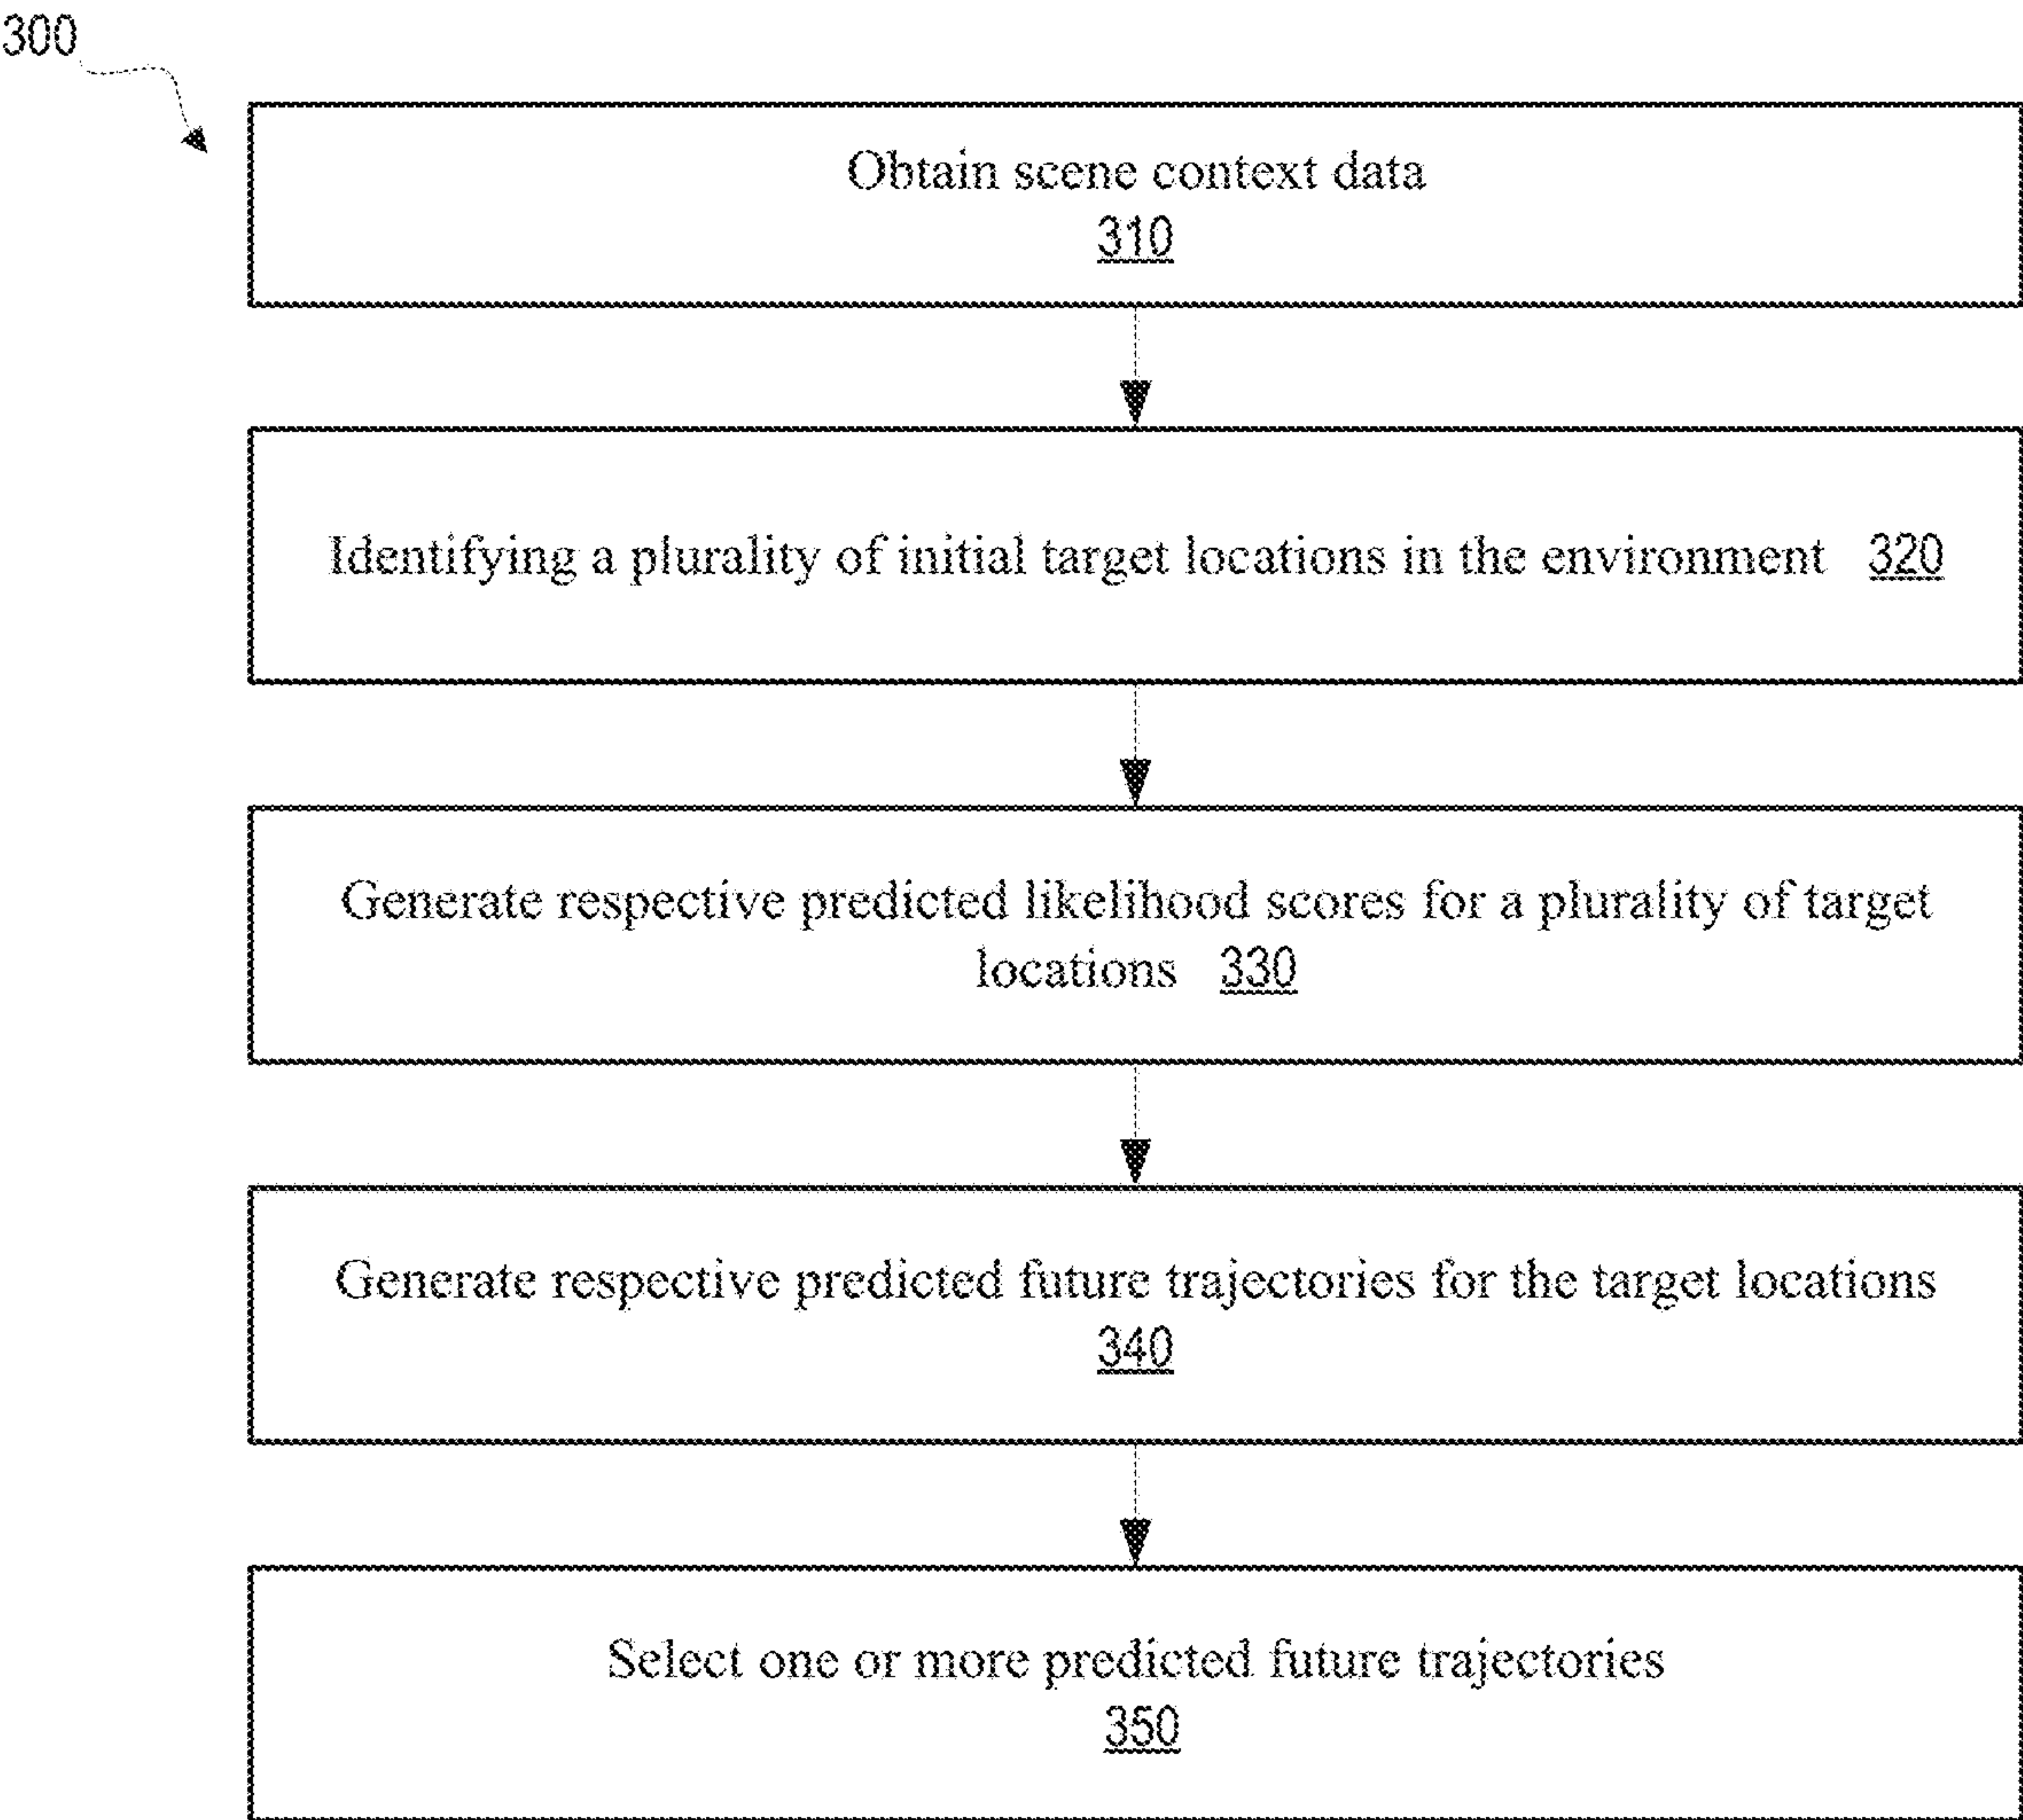 300
Obtain scene context data
310
Identifying a plurality of initial target locations in the environment 320
Generate respective predicted likelihood scores for a plurality of target
locations 330
Generate respective predicted future trajectories for the target locations
340
Select one or more predicted future trajectories
350